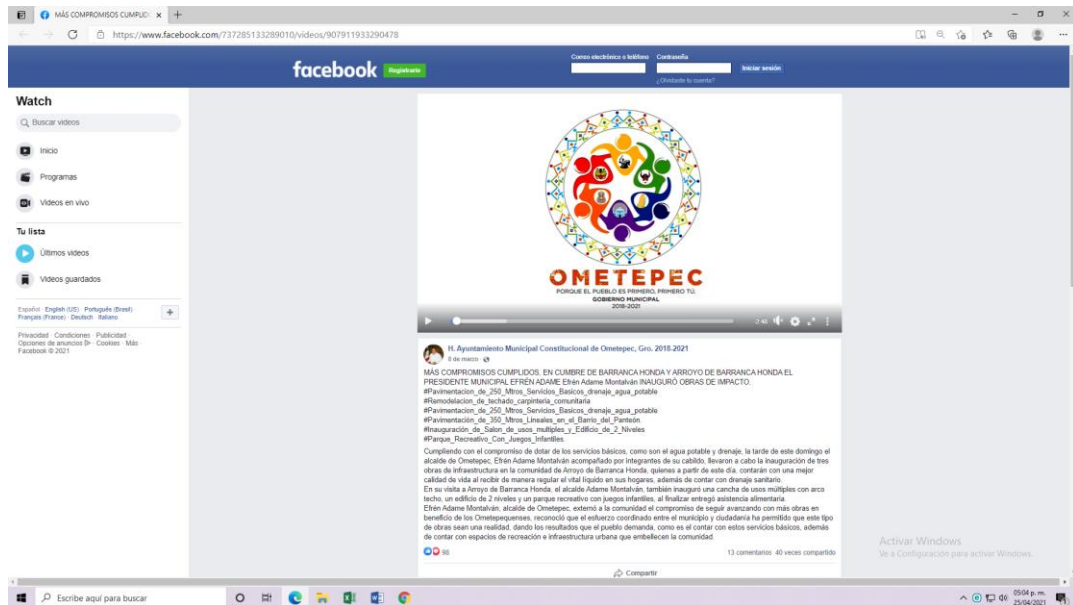 MÁS COMPROMISOS CUMPLID
https://www.facebook.com/737285133289010/videos/907911933290478
facebook
Registrarte
Correo electrónico o teléfono
Contraseña
Iniciar sesión
¿Olvidaste tu cuenta?
Watch
Buscar videos
Inicio
Programas
Videos en vivo
Tu lista
Últimos videos
Videos guardados
Español · English (US) · Português (Brasil) ·
Français (France) · Deutsch · Italiano
Privacidad · Condiciones · Publicidad ·
Opciones de anuncios · Cookies · Más ·
Facebook © 2021
OMETEPEC
PORQUE EL PUEBLO ES PRIMERO, PRIMERO TÚ.
GOBIERNO MUNICIPAL
2018-2021
2:46
H. Ayuntamiento Municipal Constitucional de Ometepec, Gro. 2018-2021
de marzo ·
MÁS COMPROMISOS CUMPLIDOS, EN CUMBRE DE BARRANCA HONDA Y ARROYO DE BARRANCA HONDA EL
PRESIDENTE MUNICIPAL EFRÉN ADAME Efrén Adame Montalván INAUGURÓ OBRAS DE IMPACTO.
#Pavimentacion_de_250_Mtros_Servicios_Basicos_drenaje_agua_potable
#Remodelacion_de_techado_carpinteria_comunitaria
#Pavimentacion_de_250_Mtros_Servicios_Basicos_drenaje_agua_potable
#Pavimentación_de_350_Mtros_Lineales_en_el_Barrio_del_Panteón.
#Inauguración_de_Salon_de_usos_multiples_y_Edificio_de_2_Niveles
#Parque_Recreativo_Con_Juegos_Infantiles.
Cumpliendo con el compromiso de dotar de los servicios básicos, como son el agua potable y drenaje, la tarde de este domingo el
alcalde de Ometepec, Efrén Adame Montalván acompañado por integrantes de su cabildo, llevaron a cabo la inauguración de tres
obras de infraestructura en la comunidad de Arroyo de Barranca Honda, quienes a partir de este día, contarán con una mejor
calidad de vida al recibir de manera regular el vital líquido en sus hogares, además de contar con drenaje sanitario.
En su visita a Arroyo de Barranca Honda, el alcalde Adame Montalván, también inauguró una cancha de usos múltiples con arco
techo, un edificio de 2 niveles y un parque recreativo con juegos infantiles, al finalizar entregó asistencia alimentaria.
Efrén Adame Montalván, alcalde de Ometepec, externó a la comunidad el compromiso de seguir avanzando con más obras en
beneficio de los Ometepequenses, reconoció que el esfuerzo coordinado entre el municipio y ciudadanía ha permitido que este tipo
de obras sean una realidad, dando los resultados que el pueblo demanda, como es el contar con estos servicios básicos, además
de contar con espacios de recreación e infraestructura urbana que embellecen la comunidad.
98
13 comentarios 40 veces compartido
Compartir
Activar Windows
Ve a Configuración para activar Windows.
Escribe aquí para buscar
05:04 p. m.
25/04/2021